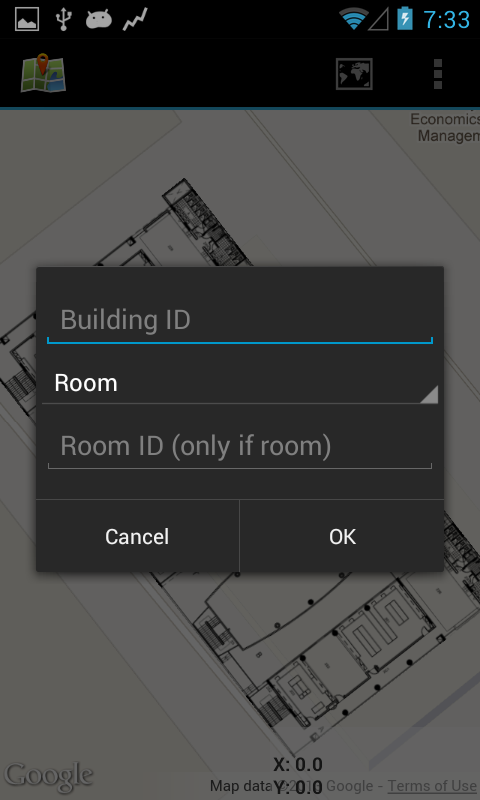 7:33
Economics
Managem
Building ID
Room
Room ID (only if room)
Cancel
OK
X: 0.0
Google
Map data Google - Terms of Use
Y: 0.0